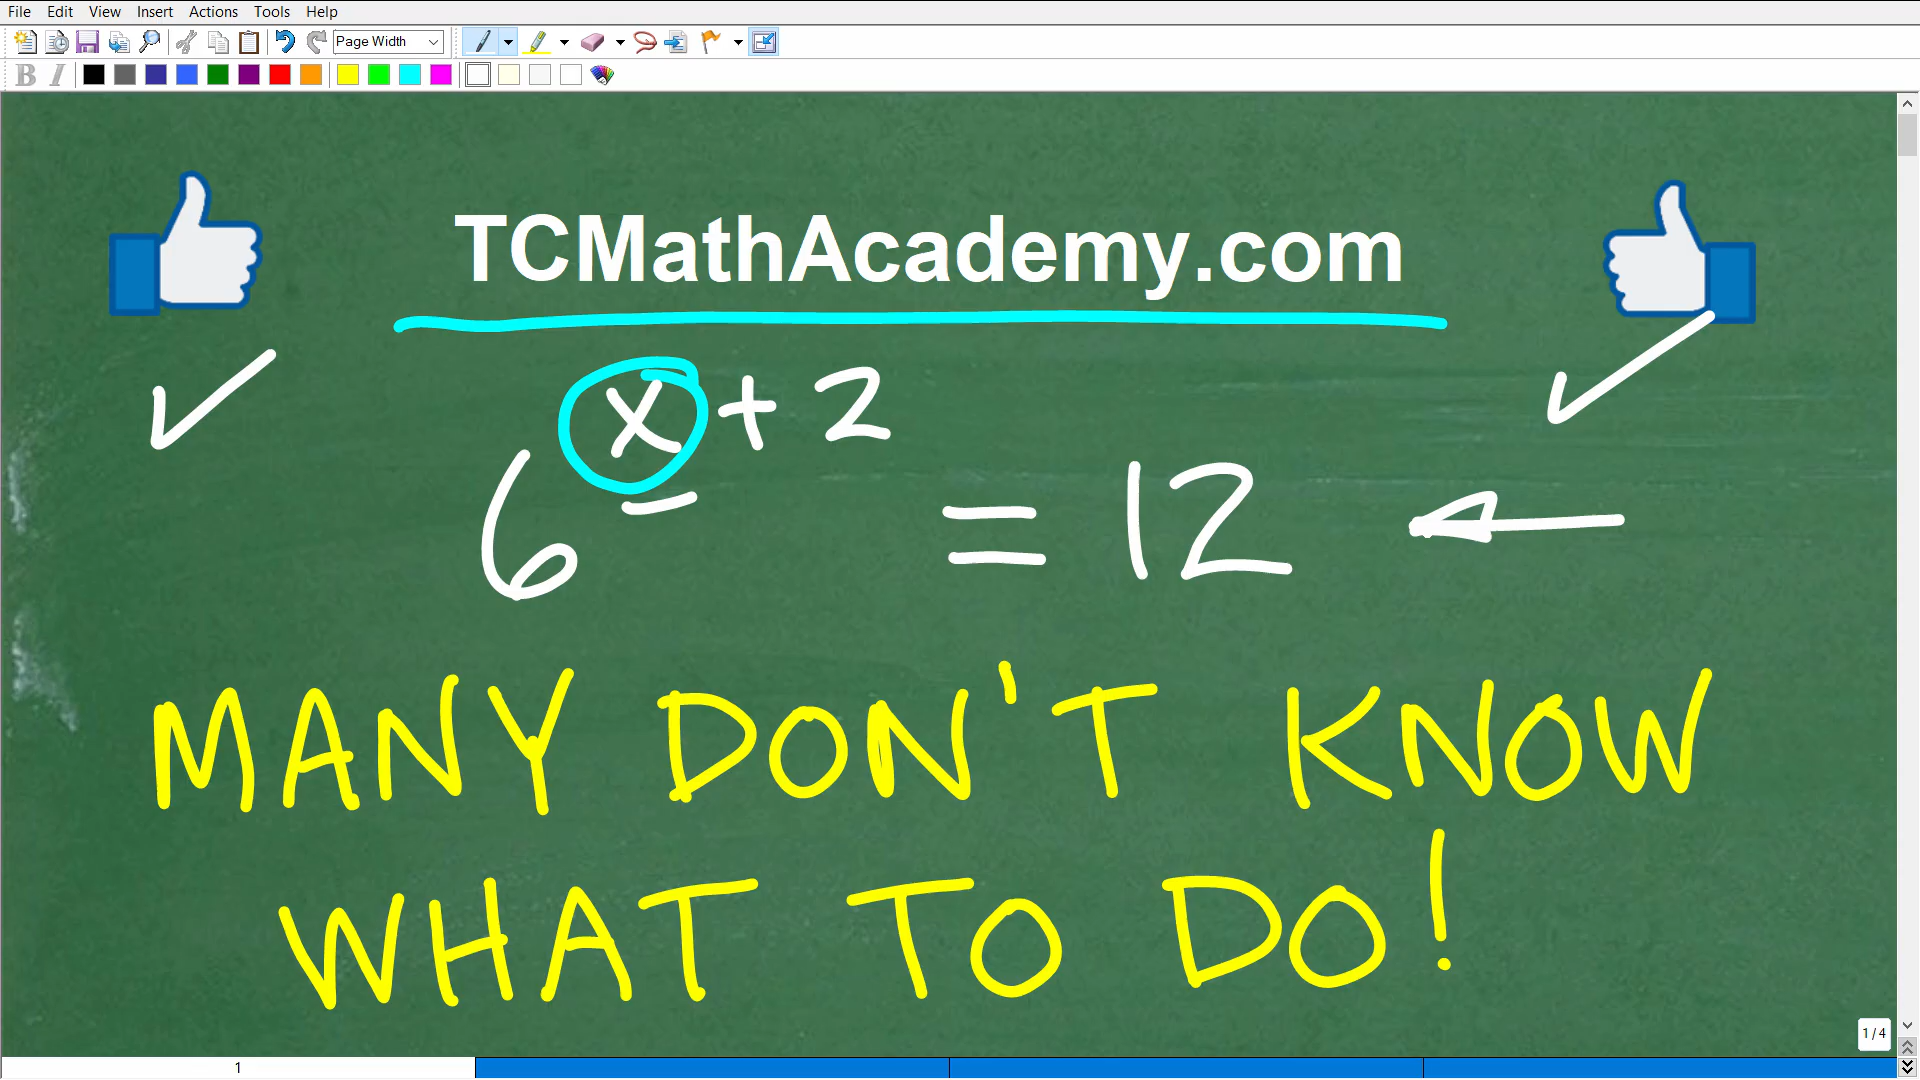 File Edit View Insert Actions Tools Help
Page Width
B I
TCMathAcademy.com
6^x+2 = 12
MANY DON'T KNOW
WHAT TO DO!
1 / 4
1